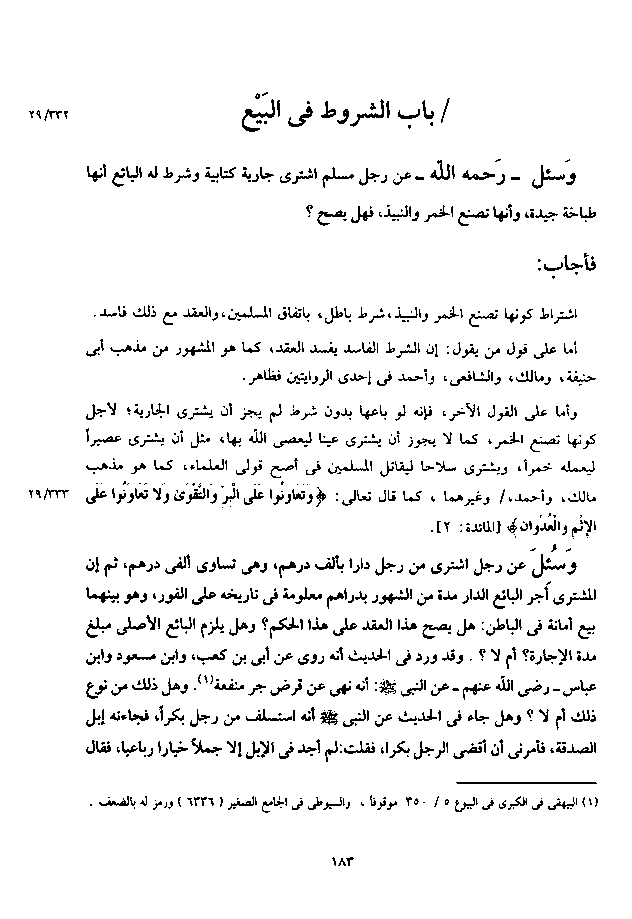 ٢٩/٣٣٢
/ باب الشروط فى البَيْع
وَسئل ـ رَحمه اللّه ـ عن رجل مسلم اشترى جارية كتابية وشرط له البائع أنها
طباخة جيدة، وأنها تصنع الخمر والنبيذ، فهل يصح ؟
فأجاب:
اشتراط كونها تصنع الخمر والنبيذ، شرط باطل، باتفاق المسلمين، والعقد مع ذلك فاسد.
أما على قول من يقول: إن الشرط الفاسد يفسد العقد، كما هو المشهور من مذهب أبى
حنيفة، ومالك، والشافعى، وأحمد فى إحدى الروايتين فظاهر.
وأما على القول الآخر، فإنه لو باعها بدون شرط لم يجز أن يشترى الجارية؛ لأجل
كونها تصنع الخمر، كما لا يجوز أن يشترى عينا ليعصى اللّه بها، مثل أن يشترى عصيراً
ليعمله خمراً، ويشترى سلاحا ليقاتل المسلمين فى أصح قولى العلماء، كما هو مذهب
٢٩/٣٣٣
مالك، وأحمد، / وغيرهما ، كما قال تعالى: ﴿وَتَعَاوَنُوا عَلَى الْبِرِّ وَالتَّقْوَىٰ وَلا تَعَاوَنُوا عَلَى
الإِثْمِ وَالْعُدْوَانِ﴾ [المائدة: ٢].
وَسُئِلَ عن رجل اشترى من رجل دارا بألف درهم، وهى تساوى ألفى درهم، ثم إن
المشترى أجر البائع الدار مدة من الشهور بدراهم معلومة فى تاريخه على الفور، وهو بينهما
بيع أمانة فى الباطن: هل يصح هذا العقد على هذا الحكم؟ وهل يلزم البائع الأصلى مبلغ
مدة الإجارة؟ أم لا ؟ . وقد ورد فى الحديث أنه روى عن أبى بن كعب، وابن مسعود وابن
عباس ـ رضى اللّه عنهم ـ عن النبى ﷺ: أنه نهى عن قرض جر منفعة(١). وهل ذلك من نوع
ذلك أم لا ؟ وهل جاء فى الحديث عن النبى ﷺ أنه استسلف من رجل بكراً، فجاءته إبل
الصدقة، فأمرنى أن أقضى الرجل بكرا، فقلت:لم أجد فى الإبل إلا جملاً خيارا رباعيا، فقال
(١) البيهقى فى الكبرى فى البيوع ٥ / ٣٥٠ موقوفاً ، والسيوطى فى الجامع الصغير ( ٦٣٣٦ ) ورمز له بالضعف .
١٨٣